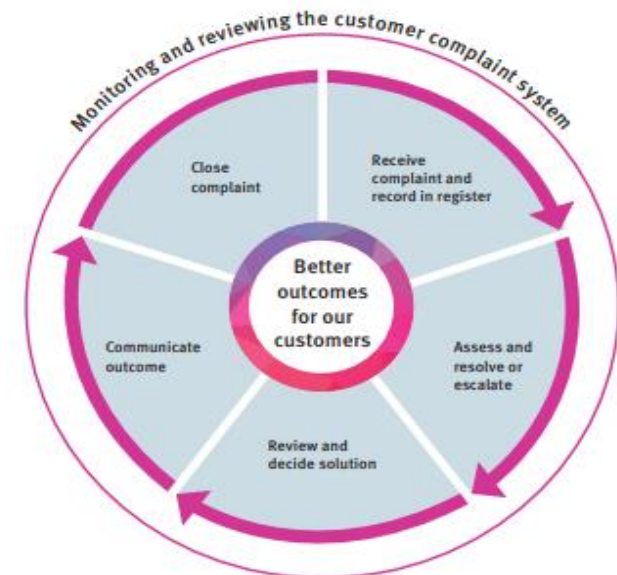 Monitoring and reviewing the customer complaint system
Close
complaint
Receive
complaint and
record in register
Better
outcomes
for our
customers
Communicate
outcome
Assess and
resolve or
escalate
Review and
decide solution